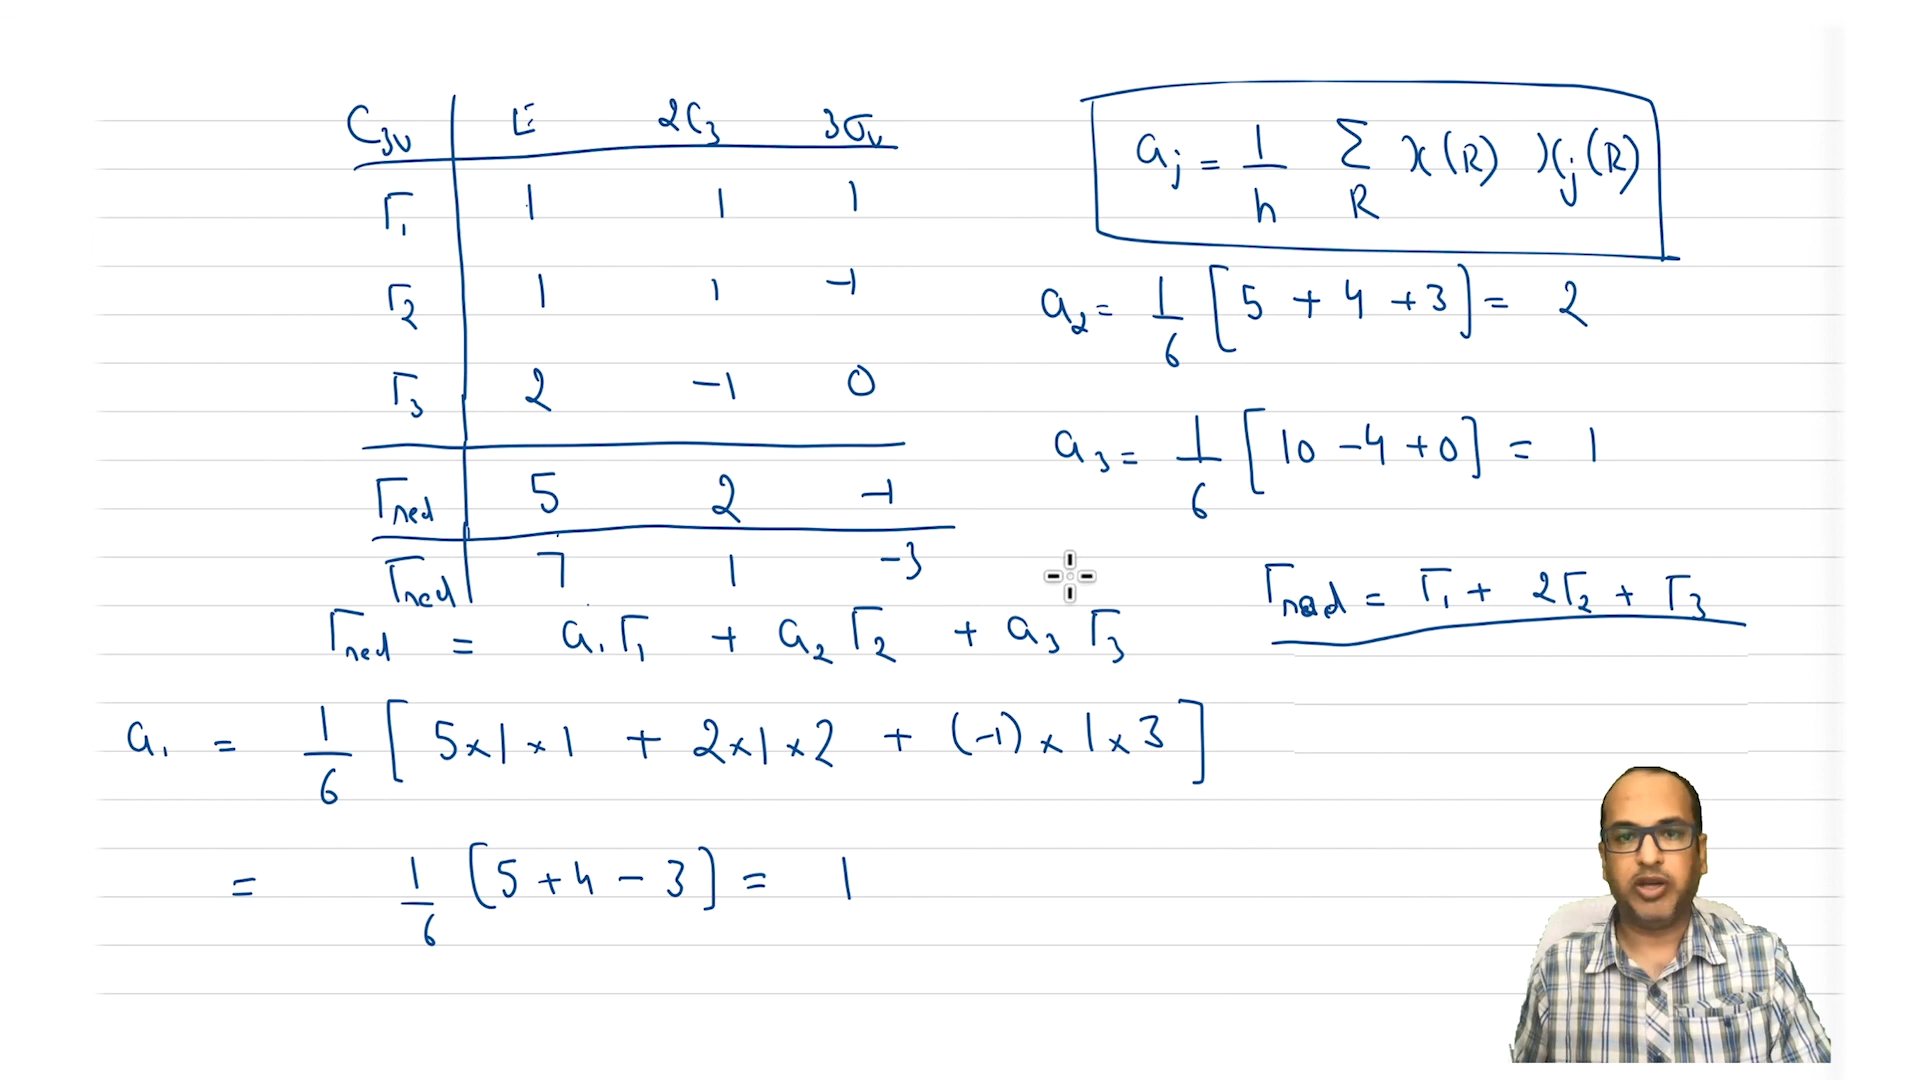 C3v E 2C3 3σv
Γ1 1 1 1
Γ2 1 1 -1
Γ3 2 -1 0
Γred 5 2 -1
Γred 7 1 -3
Γred = a1Γ1 + a2Γ2 + a3Γ3
a1 = 1/6 [5×1×1 + 2×1×2 + (-1)×1×3]
= 1/6 [5+4-3] = 1
aj = 1/h Σ_R χ(R) χj(R)
a2 = 1/6 [5 + 4 + 3] = 2
a3 = 1/6 [10 - 4 + 0] = 1
Γred = Γ1 + 2Γ2 + Γ3